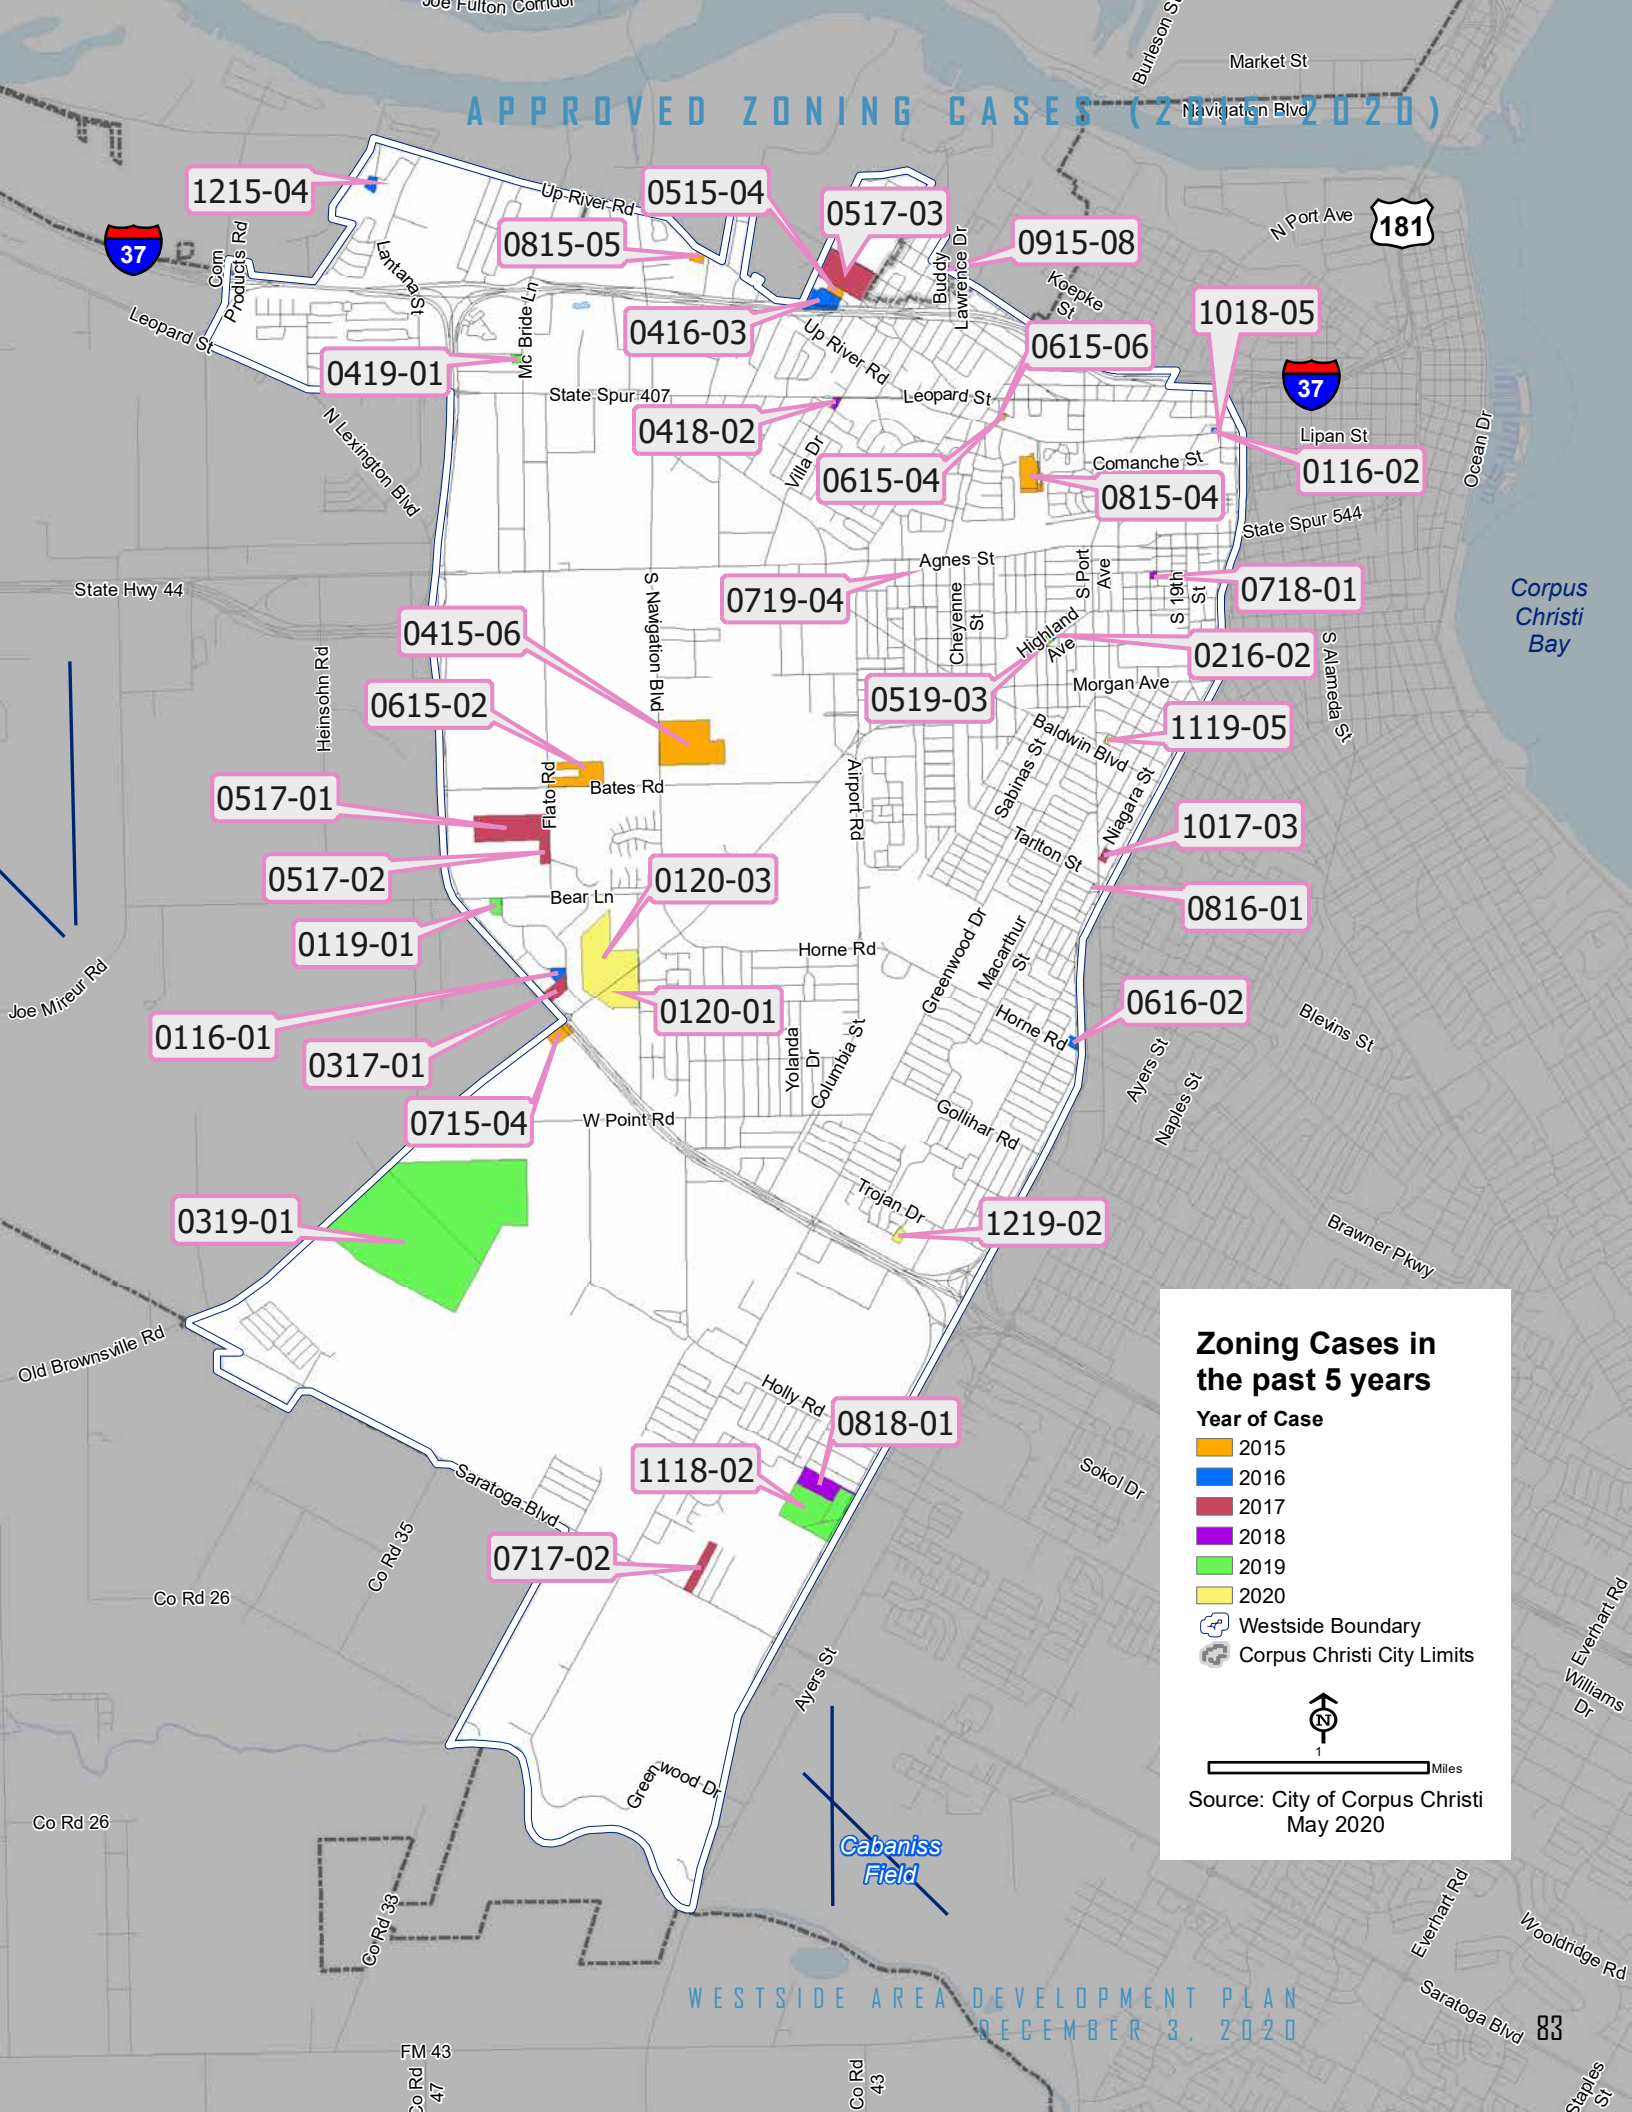 Joe Fulton Corridor
Burleson St
Market St
Navigation Blvd
APPROVED ZONING CASES (2015-2020)
1215-04
Up River Rd
0515-04
0517-03
N Port Ave
181
37
Corn
Products Rd
Lantana St
0815-05
0915-08
Buddy
Lawrence Dr
Koepke
St
Leopard St
Mc Bride Ln
0416-03
Up River Rd
1018-05
0615-06
0419-01
37
State Spur 407
Leopard St
N Lexington Blvd
0418-02
Villa Dr
0615-04
Comanche St
0815-04
Lipan St
0116-02
Ocean Dr
State Spur 544
Agnes St
State Hwy 44
S Navigation Blvd
0719-04
Cheyenne
St
S Port
Ave
S 19th
St
0718-01
Corpus
Christi
Bay
0415-06
Highland
Ave
0216-02
S Alameda St
Heinsohn Rd
0615-02
0519-03
Morgan Ave
Baldwin Blvd
1119-05
Sabinas St
Flato Rd
Bates Rd
Airport Rd
Niagara St
0517-01
Tarlton St
1017-03
0517-02
0120-03
Bear Ln
0816-01
0119-01
Horne Rd
Greenwood Dr
Macarthur
St
Joe Mireur Rd
0116-01
0120-01
Horne Rd
0616-02
Blevins St
0317-01
Yolanda
Dr
Columbia St
Ayers St
Naples St
0715-04
W Point Rd
Gollihar Rd
0319-01
Trojan Dr
1219-02
Brawner Pkwy
Old Brownsville Rd
Zoning Cases in
the past 5 years
Year of Case
2015
2016
2017
2018
2019
2020
Westside Boundary
Corpus Christi City Limits
N
1
Miles
Source: City of Corpus Christi
May 2020
Holly Rd
0818-01
1118-02
Sokol Dr
Saratoga Blvd
0717-02
Co Rd 35
Co Rd 26
Everhart Rd
Williams
Dr
Ayers St
Greenwood Dr
Co Rd 26
Cabaniss
Field
Co Rd 33
Everhart Rd
Wooldridge Rd
WESTSIDE AREA DEVELOPMENT PLAN
DECEMBER 3, 2020
Saratoga Blvd
83
FM 43
Co Rd
47
Co Rd
43
Staples
St